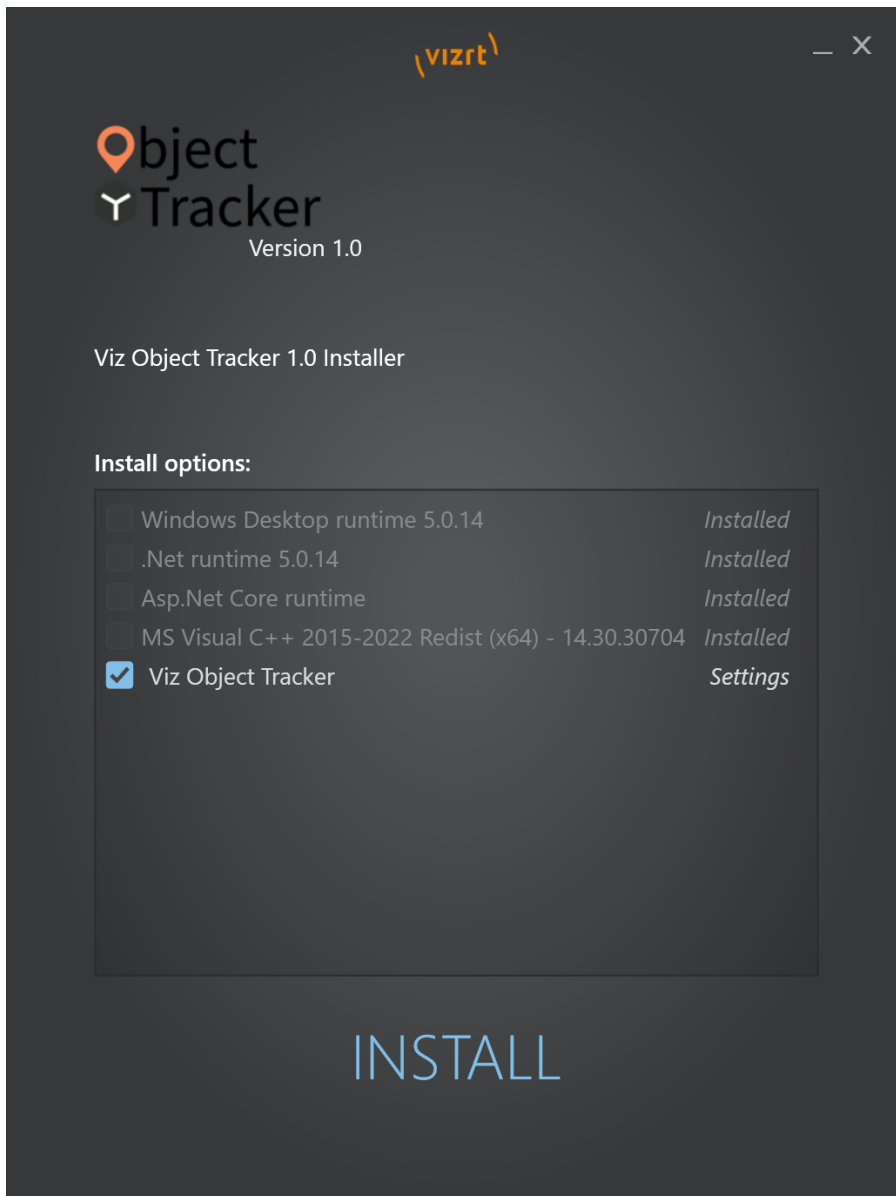 vizrt
Object
Tracker
Version 1.0
Viz Object Tracker 1.0 Installer
Install options:
Windows Desktop runtime 5.0.14 Installed
.Net runtime 5.0.14 Installed
Asp.Net Core runtime Installed
MS Visual C++ 2015-2022 Redist (x64) - 14.30.30704 Installed
Viz Object Tracker Settings
INSTALL